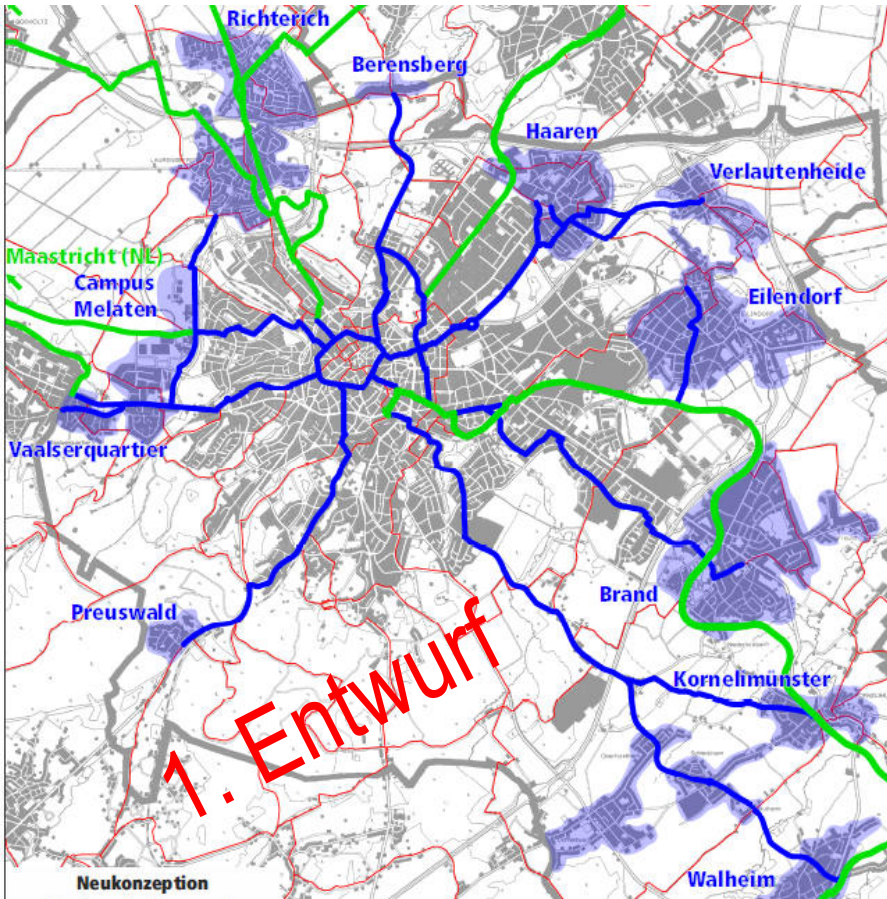 Richterich
Berensberg
Haaren
Verlautenheide
Maastricht (NL)
Campus
Melaten
Eilendorf
Vaalserquartier
Brand
Preuswald
Kornelimünster
1. Entwurf
Walheim
Neukonzeption